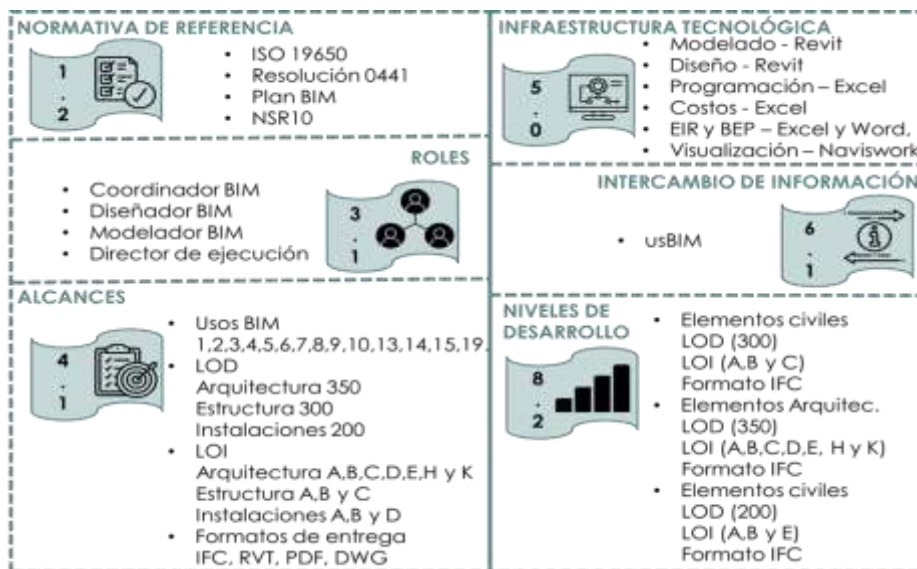 NORMATIVA DE REFERENCIA
1
.
2
• ISO 19650
• Resolución 0441
• Plan BIM
• NSR10
ROLES
• Coordinador BIM
• Diseñador BIM
• Modelador BIM
• Director de ejecución
3
.
1
ALCANCES
4
.
1
• Usos BIM
1,2,3,4,5,6,7,8,9,10,13,14,15,19.
• LOD
Arquitectura 350
Estructura 300
Instalaciones 200
• LOI
Arquitectura A,B,C,D,E,H y K
Estructura A,B y C
Instalaciones A,B y D
• Formatos de entrega
IFC, RVT, PDF, DWG
INFRAESTRUCTURA TECNOLÓGICA
5
.
0
• Modelado - Revit
• Diseño - Revit
• Programación – Excel
• Costos - Excel
• EIR y BEP – Excel y Word.
• Visualización – Naviswork
INTERCAMBIO DE INFORMACIÓN
• usBIM
6
.
1
NIVELES DE
DESARROLLO
8
.
2
• Elementos civiles
LOD (300)
LOI (A,B y C)
Formato IFC
• Elementos Arquitec.
LOD (350)
LOI (A,B,C,D,E, H y K)
Formato IFC
• Elementos civiles
LOD (200)
LOI (A,B y E)
Formato IFC